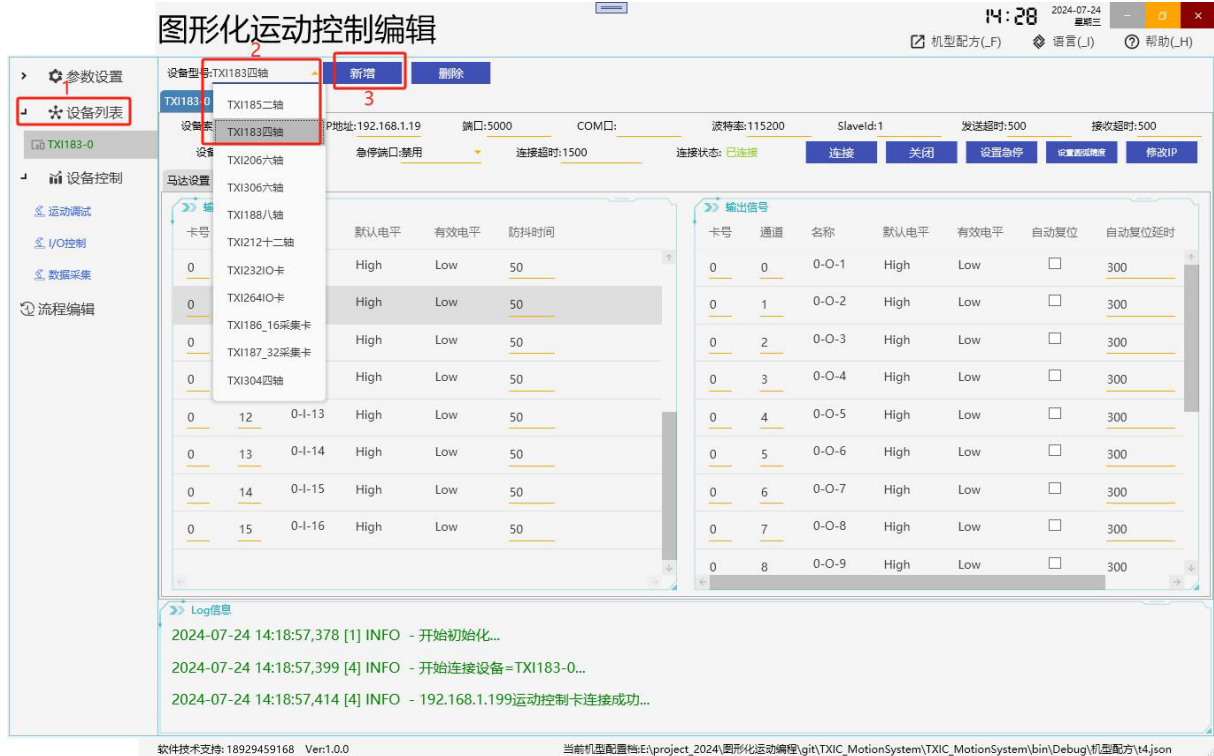 图形化运动控制编辑
14:28
2024-07-24
星期三
机型配方(_F)
语言(_I)
帮助(_H)
参数设置
1
设备列表
TXI183-0
设备控制
运动调试
I/O控制
数据采集
流程编辑
2
设备型号:TXI183四轴
新增
删除
3
TXI183-0
TXI185二轴
TXI183四轴
TXI206六轴
TXI306六轴
TXI188八轴
TXI212十二轴
TXI232IO卡
TXI264IO卡
TXI186_16采集卡
TXI187_32采集卡
TXI304四轴
P地址:192.168.1.19 端口:5000 COM口: 波特率:115200 SlaveId:1 发送超时:500 接收超时:500
急停端口:禁用 连接超时:1500 连接状态: 已连接 连接 关闭 设置急停 设置圆弧精度 修改IP
马达设置
卡号 默认电平 有效电平 防抖时间
0 High Low 50
0 High Low 50
0 High Low 50
0 High Low 50
0 12 0-I-13 High Low 50
0 13 0-I-14 High Low 50
0 14 0-I-15 High Low 50
0 15 0-I-16 High Low 50
输出信号
卡号 通道 名称 默认电平 有效电平 自动复位 自动复位延时
0 0 0-O-1 High Low 300
0 1 0-O-2 High Low 300
0 2 0-O-3 High Low 300
0 3 0-O-4 High Low 300
0 4 0-O-5 High Low 300
0 5 0-O-6 High Low 300
0 6 0-O-7 High Low 300
0 7 0-O-8 High Low 300
0 8 0-O-9 High Low 300
Log信息
2024-07-24 14:18:57,378 [1] INFO - 开始初始化...
2024-07-24 14:18:57,399 [4] INFO - 开始连接设备=TXI183-0...
2024-07-24 14:18:57,414 [4] INFO - 192.168.1.199运动控制卡连接成功...
软件技术支持: 18929459168 Ver:1.0.0
当前机型配置档:E:\project_2024\图形化运动编程\git\TXIC_MotionSystem\TXIC_MotionSystem\bin\Debug\机型配方\t4.json